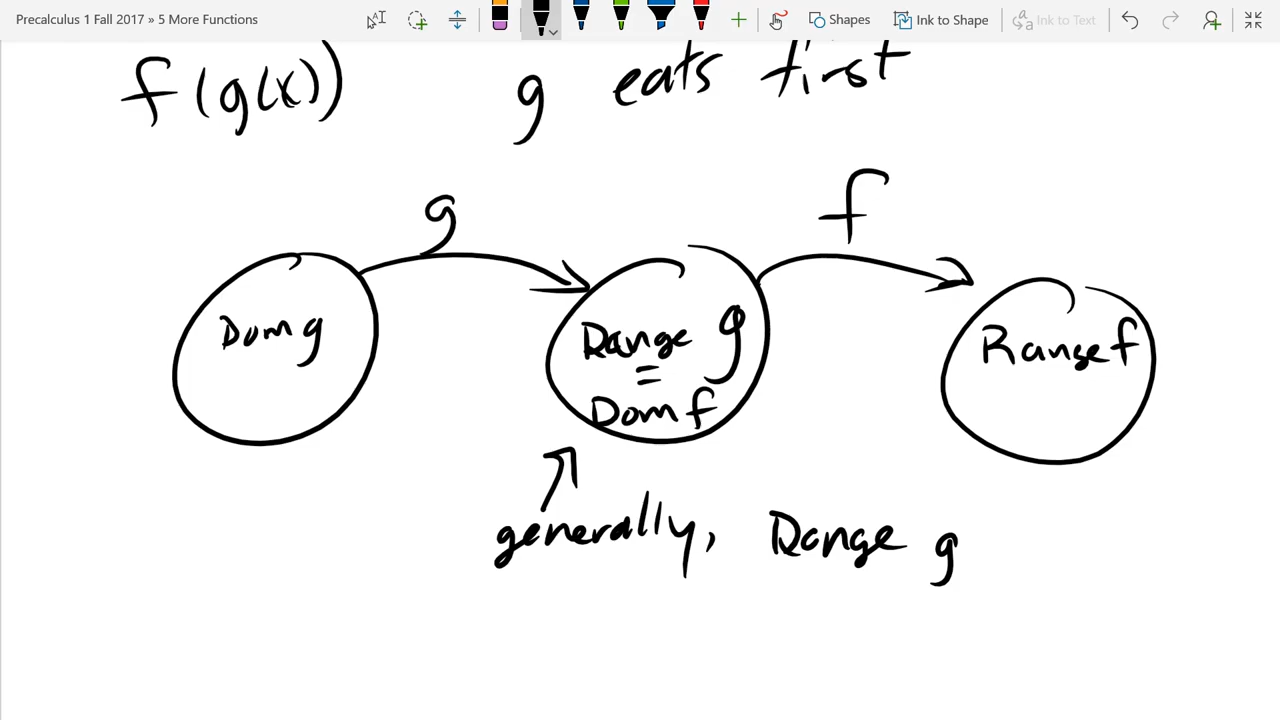 Precalculus 1 Fall 2017 » 5 More Functions
Shapes
Ink to Shape
Ink to Text
f(g(x)) g eats first
g f
Dom g
Range g
=
Dom f
Range f
generally, Range g